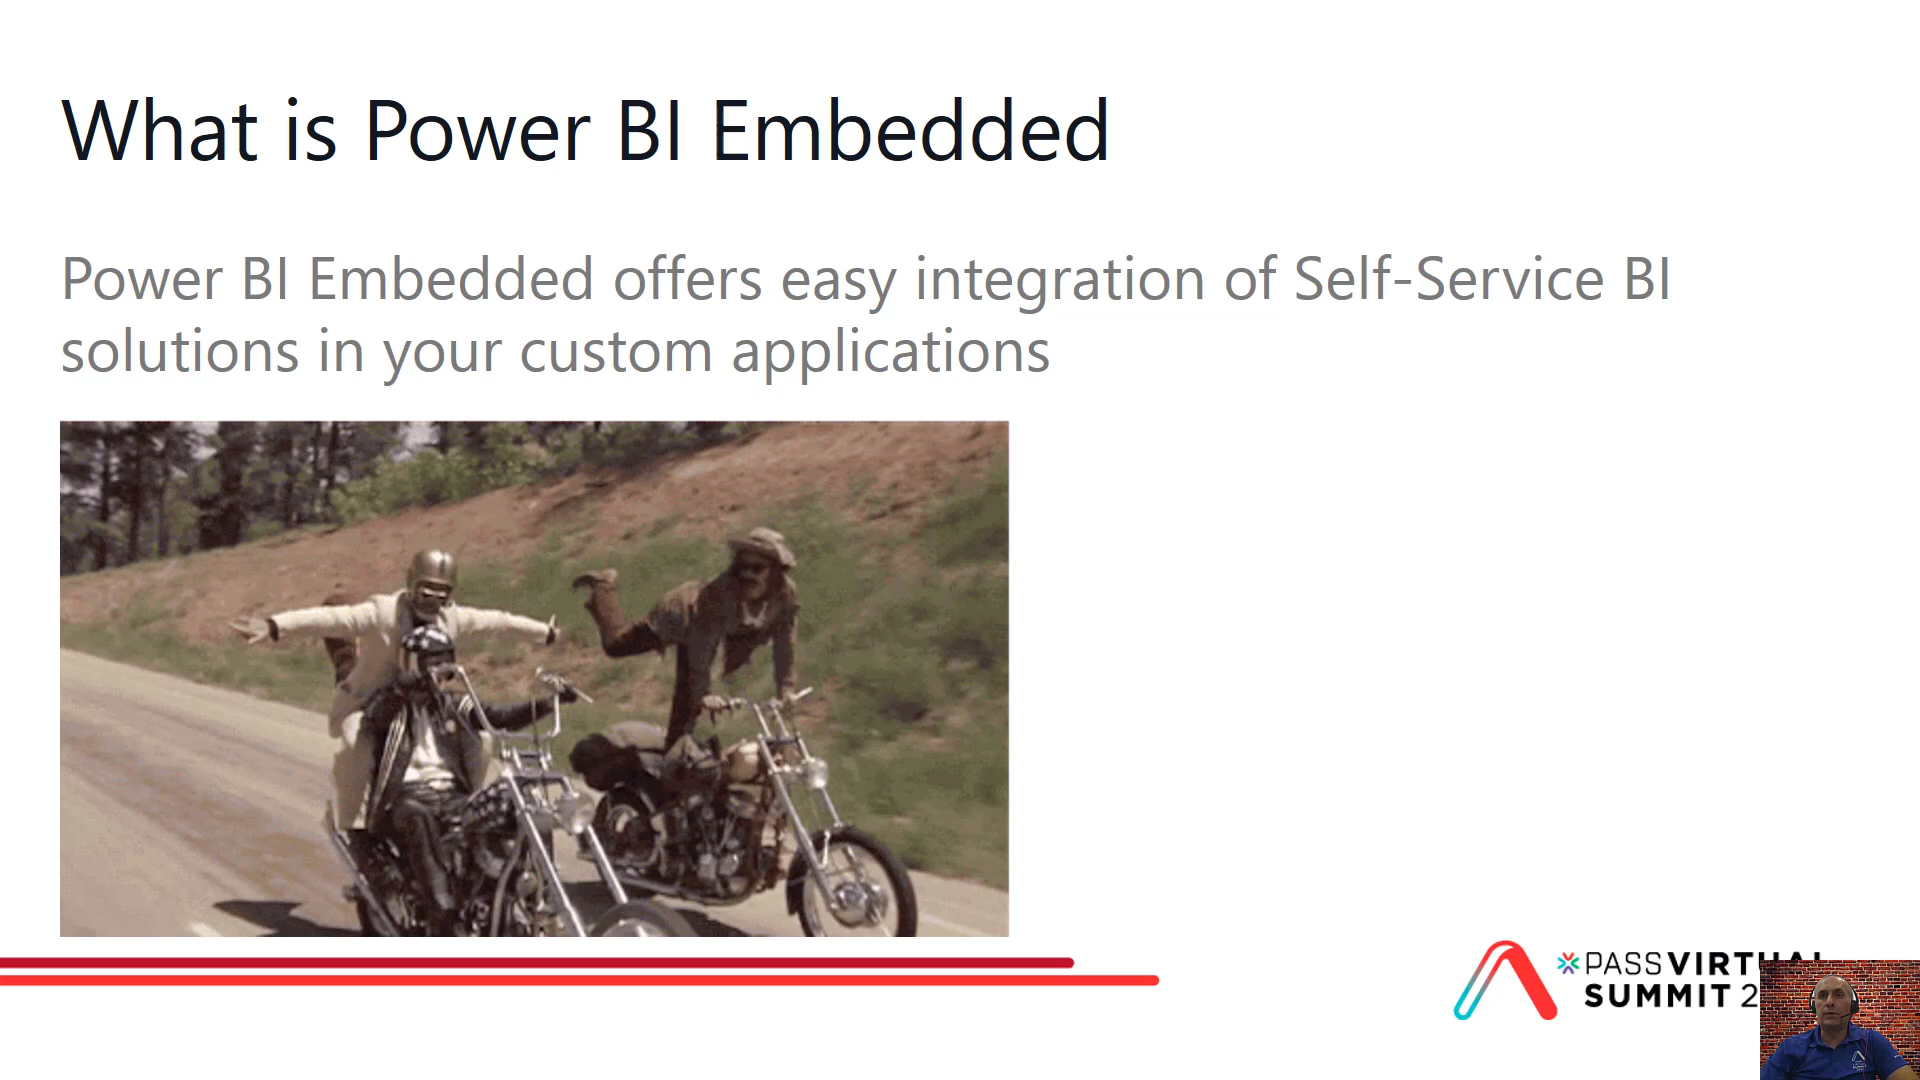 What is Power BI Embedded
Power BI Embedded offers easy integration of Self-Service BI
solutions in your custom applications
PASS VIRTUAL
SUMMIT 2